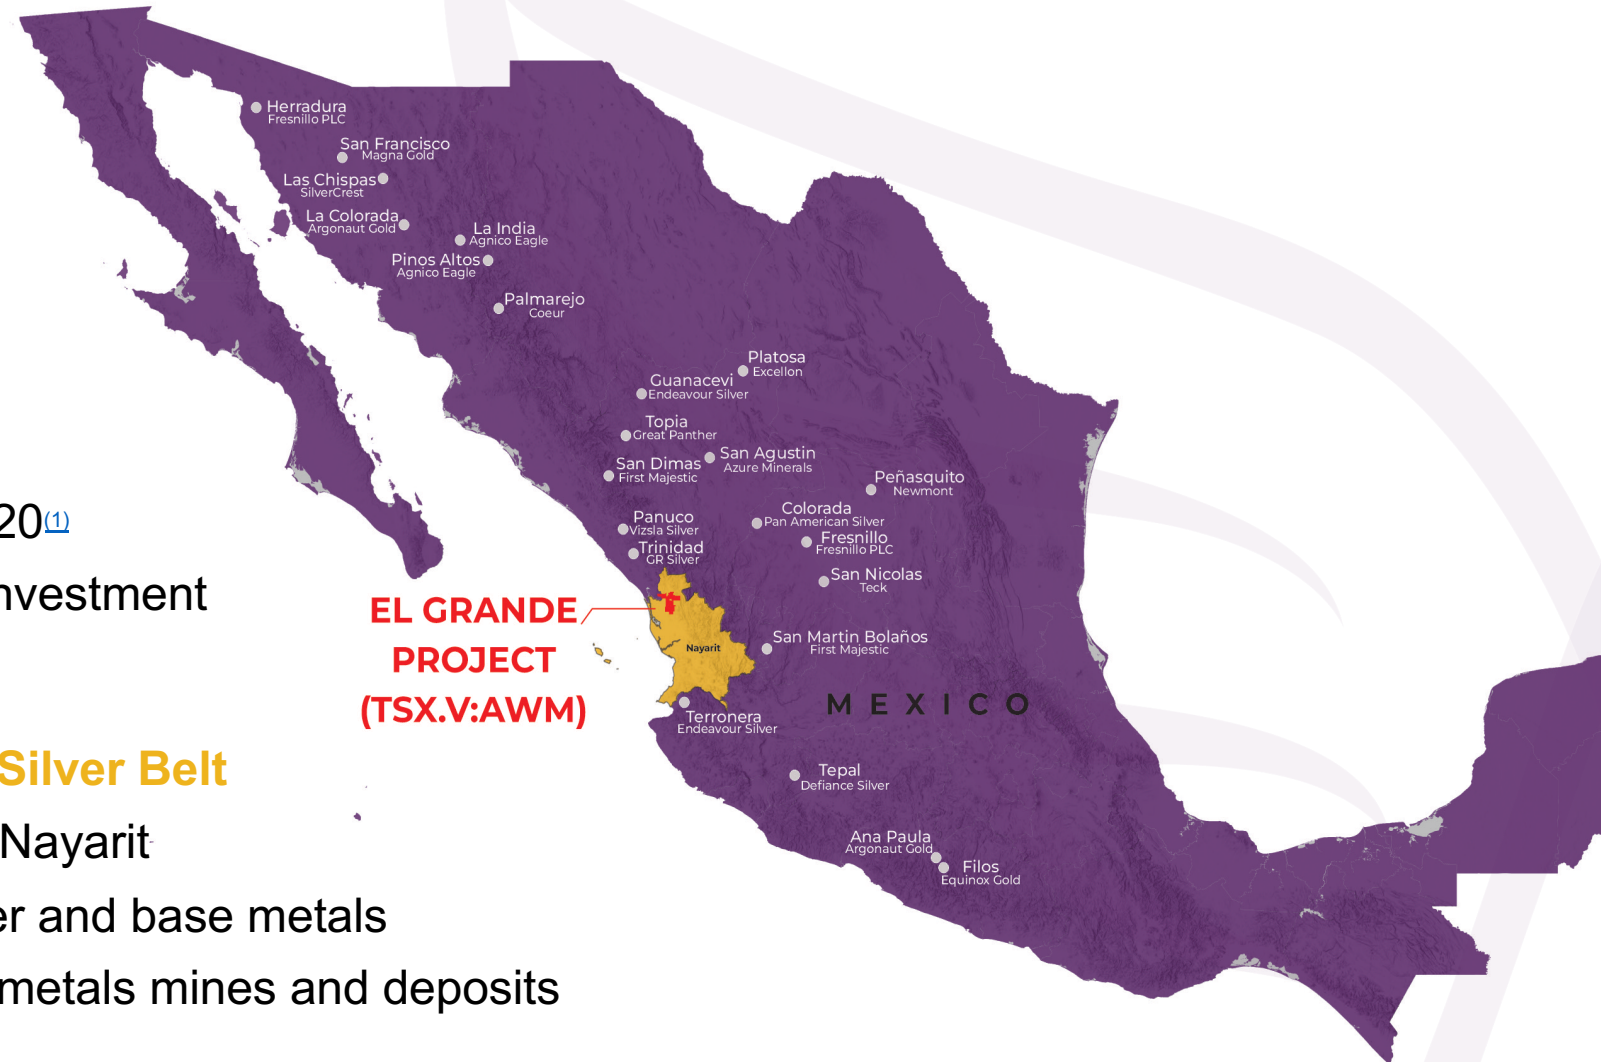 Herradura
Fresnillo PLC
San Francisco
Magna Gold
Las Chispas
SilverCrest
La Colorada
Argonaut Gold
La India
Agnico Eagle
Pinos Altos
Agnico Eagle
Palmarejo
Coeur
Platosa
Excellon
Guanacevi
Endeavour Silver
Topia
Great Panther
San Agustin
Azure Minerals
San Dimas
First Majestic
Peñasquito
Newmont
Colorada
Pan American Silver
Panuco
Vizsla Silver
Fresnillo
Fresnillo PLC
Trinidad
GR Silver
San Nicolas
Teck
20(1)
nvestment
EL GRANDE
PROJECT
(TSX.V:AWM)
Nayarit
San Martin Bolaños
First Majestic
MEXICO
Terronera
Endeavour Silver
Silver Belt
Tepal
Defiance Silver
Nayarit
Ana Paula
Argonaut Gold
Filos
Equinox Gold
er and base metals
metals mines and deposits